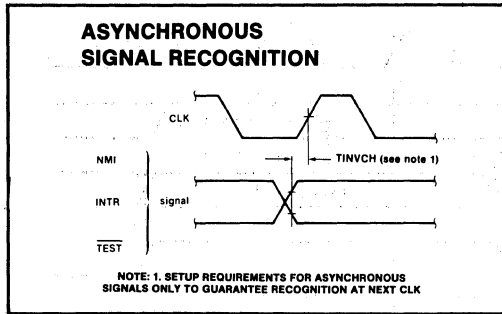 ASYNCHRONOUS
SIGNAL RECOGNITION
CLK
TINVCH (see note 1)
NMI
INTR
signal
TEST
NOTE: 1. SETUP REQUIREMENTS FOR ASYNCHRONOUS
SIGNALS ONLY TO GUARANTEE RECOGNITION AT NEXT CLK